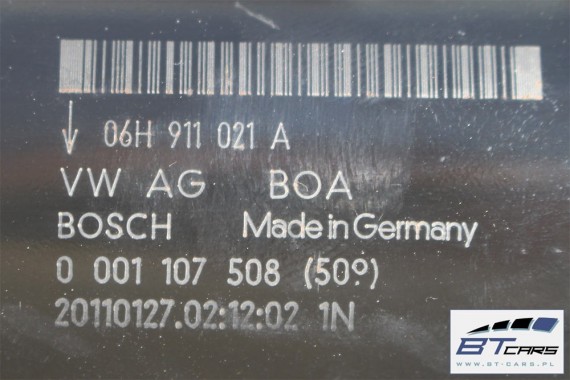 06H 911 021 A
VW AG BOA
BOSCH Made in Germany
0 001 107 508 (50°)
20110127.02:12:02 1N
BT CARS
WWW.BT-CARS.PL